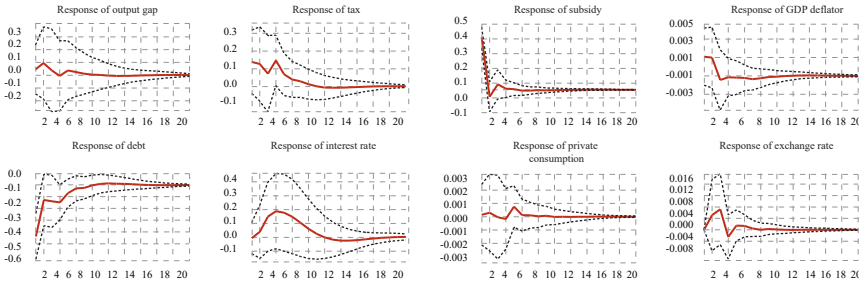 Response of output gap
0.3
0.2
0.1
0.0
-0.1
-0.2
2 4 6 8 10 12 14 16 18 20
Response of tax
0.3
0.2
0.1
0.0
-0.1
2 4 6 8 10 12 14 16 18 20
Response of subsidy
0.5
0.4
0.3
0.2
0.1
0.0
-0.1
2 4 6 8 10 12 14 16 18 20
Response of GDP deflator
0.005
0.003
0.001
-0.001
-0.003
2 4 6 8 10 12 14 16 18 20
Response of debt
0.0
-0.1
-0.2
-0.3
-0.4
-0.5
-0.6
2 4 6 8 10 12 14 16 18 20
Response of interest rate
0.4
0.3
0.2
0.1
0.0
-0.1
2 4 6 8 10 12 14 16 18 20
Response of private
consumption
0.003
0.002
0.001
0.000
-0.001
-0.002
-0.003
2 4 6 8 10 12 14 16 18 20
Response of exchange rate
0.016
0.012
0.008
0.004
0.000
-0.004
-0.008
2 4 6 8 10 12 14 16 18 20